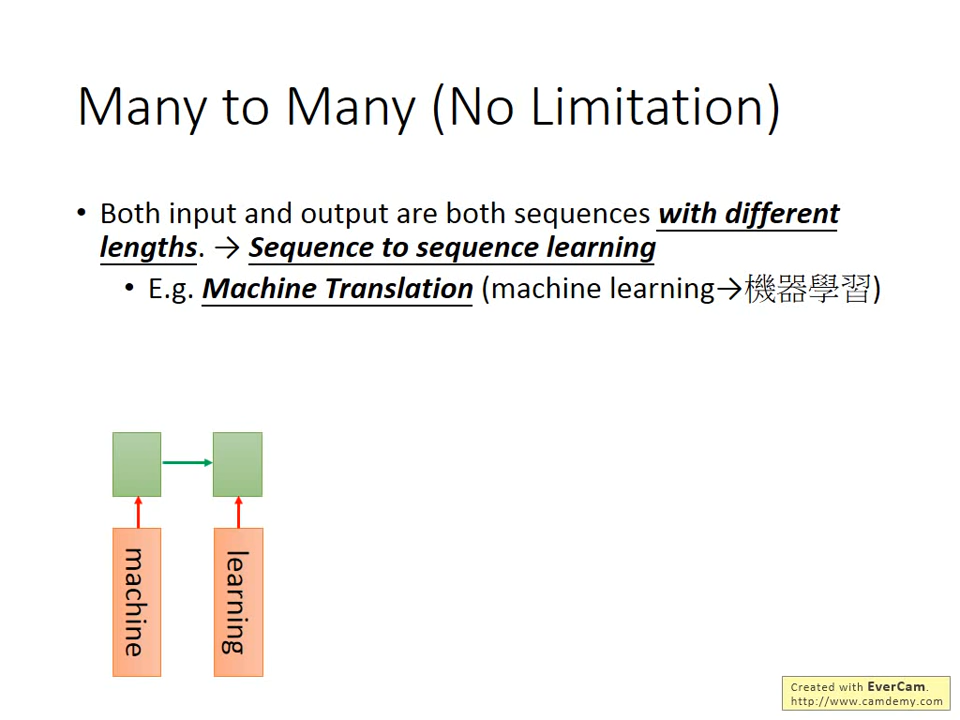 Many to Many (No Limitation)
• Both input and output are both sequences with different
lengths. → Sequence to sequence learning
• E.g. Machine Translation (machine learning→機器學習)
machine
learning
Created with EverCam.
http://www.camdemy.com